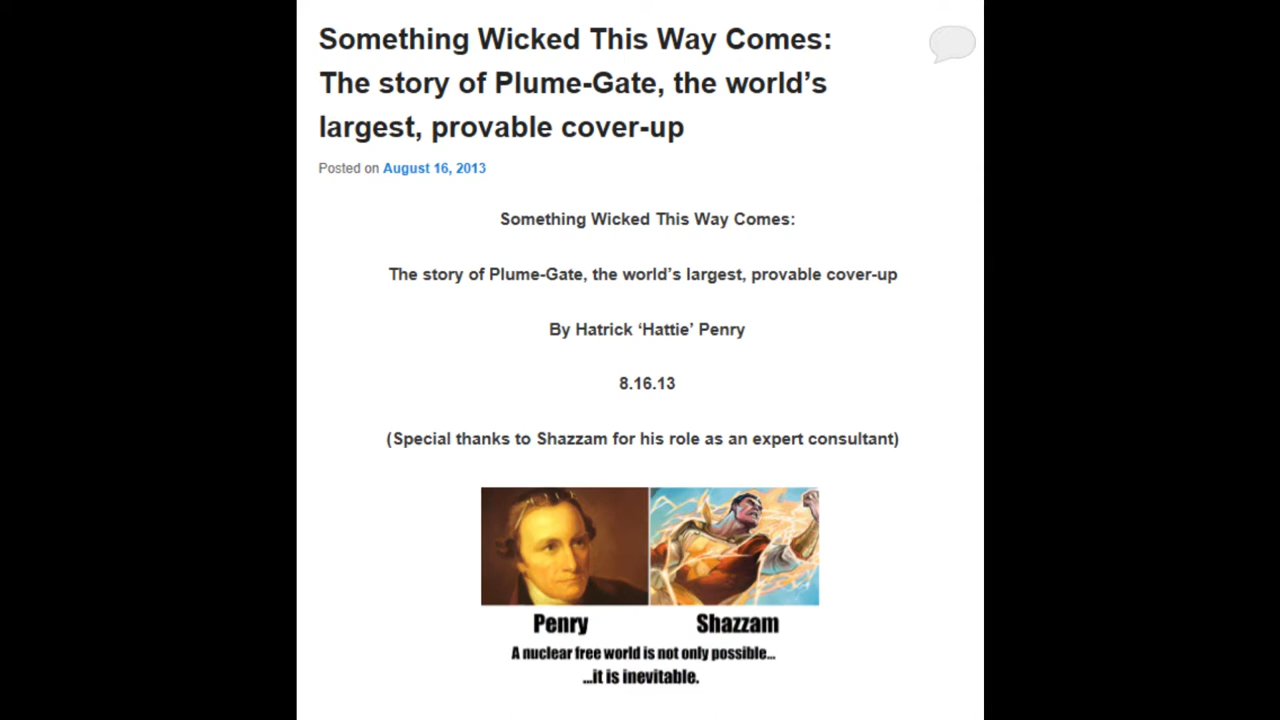 Something Wicked This Way Comes:
The story of Plume-Gate, the world’s
largest, provable cover-up
Posted on August 16, 2013
Something Wicked This Way Comes:
The story of Plume-Gate, the world’s largest, provable cover-up
By Hatrick ‘Hattie’ Penry
8.16.13
(Special thanks to Shazzam for his role as an expert consultant)
Penry Shazzam
A nuclear free world is not only possible...
...it is inevitable.